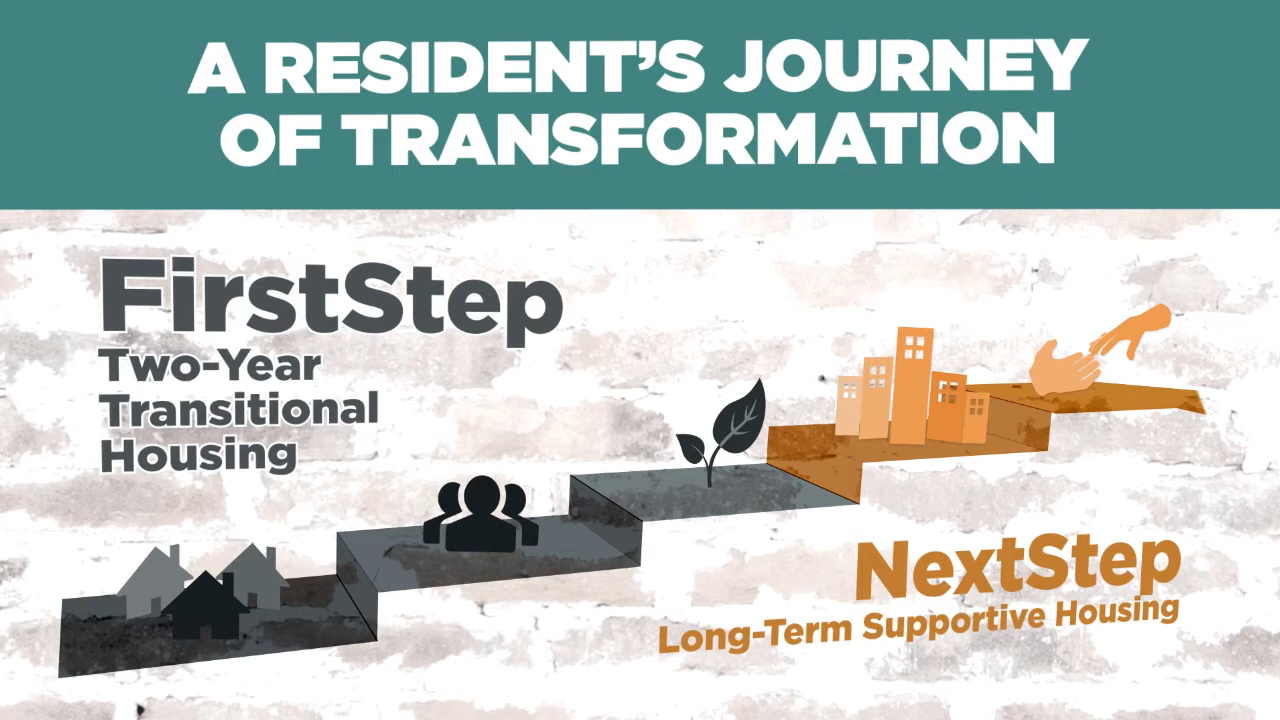 A RESIDENT’S JOURNEY
OF TRANSFORMATION
FirstStep
Two-Year
Transitional
Housing
NextStep
Long-Term Supportive Housing